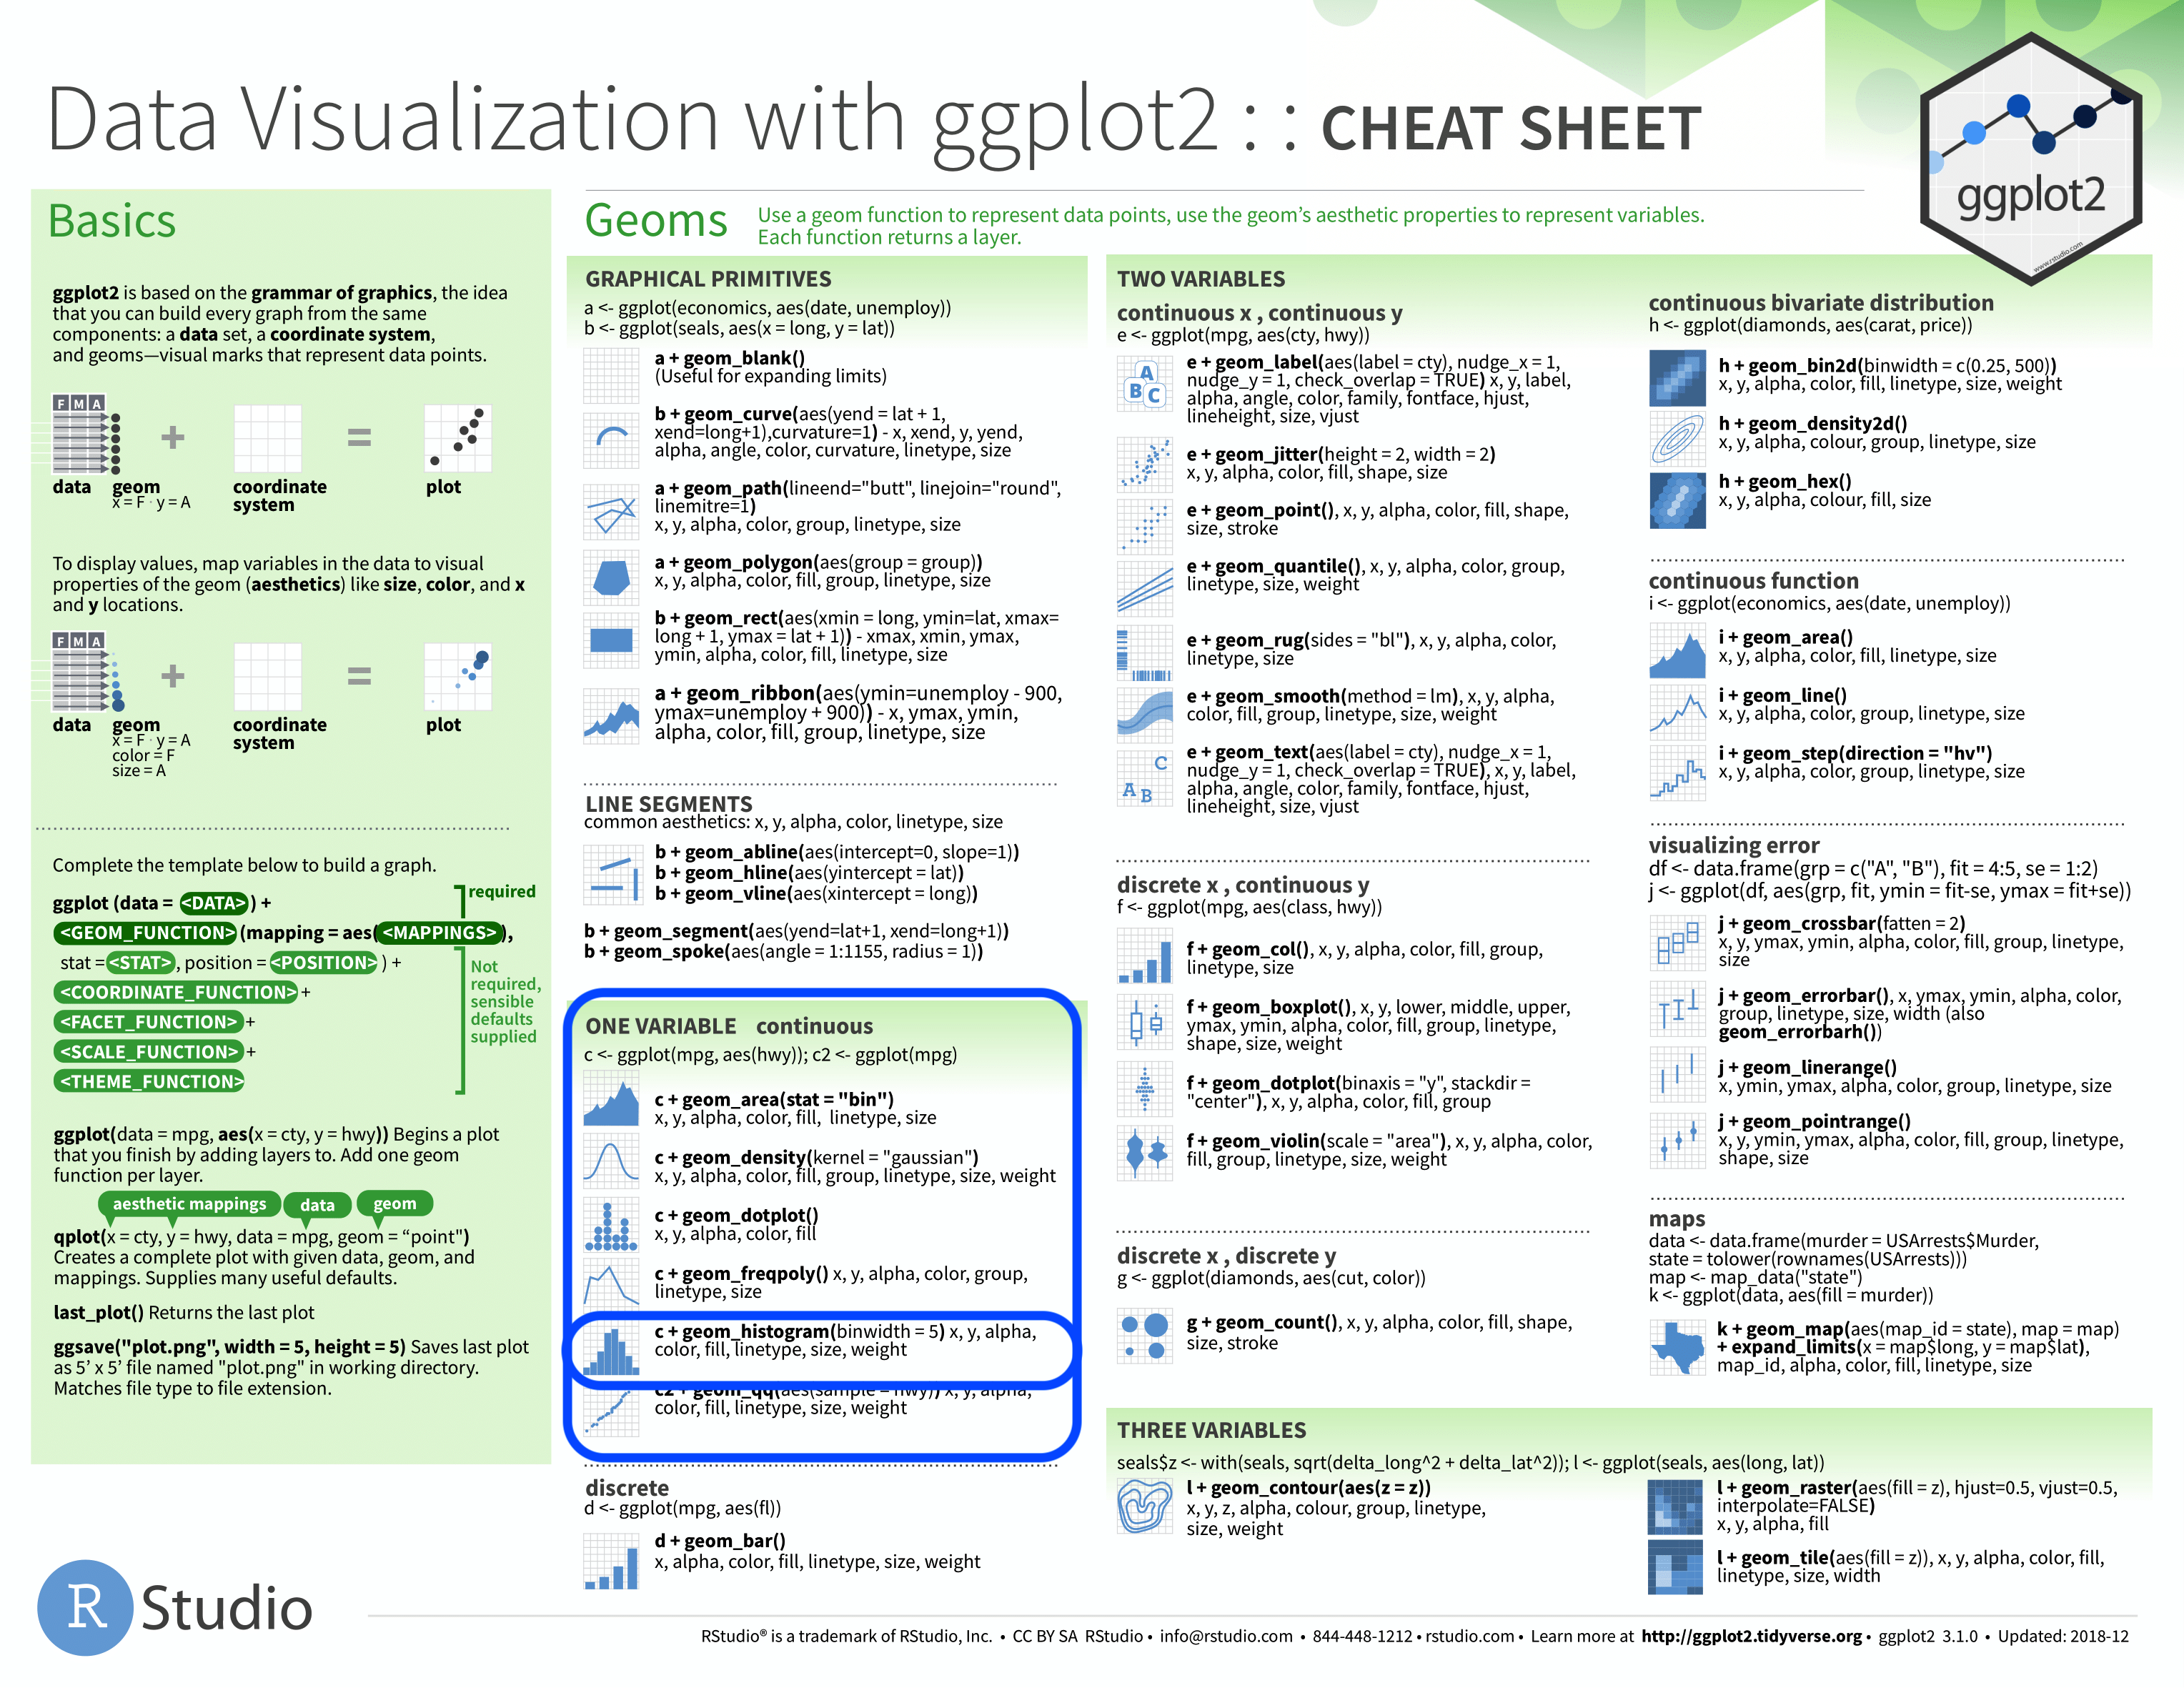 Data Visualization with ggplot2 : : CHEAT SHEET
ggplot2
www.rstudio.com
Basics
ggplot2 is based on the grammar of graphics, the idea
that you can build every graph from the same
components: a data set, a coordinate system,
and geoms—visual marks that represent data points.
F M A
+ =
data geom coordinate plot
x = F · y = A system
To display values, map variables in the data to visual
properties of the geom (aesthetics) like size, color, and x
and y locations.
F M A
+ =
data geom coordinate plot
x = F · y = A system
color = F
size = A
Complete the template below to build a graph.
required
ggplot (data = <DATA>) +
<GEOM_FUNCTION> (mapping = aes(<MAPPINGS>),
stat = <STAT>, position = <POSITION> ) +
<COORDINATE_FUNCTION> +
<FACET_FUNCTION> +
<SCALE_FUNCTION> +
<THEME_FUNCTION>
Not
required,
sensible
defaults
supplied
ggplot(data = mpg, aes(x = cty, y = hwy)) Begins a plot
that you finish by adding layers to. Add one geom
function per layer.
aesthetic mappings data geom
qplot(x = cty, y = hwy, data = mpg, geom = “point")
Creates a complete plot with given data, geom, and
mappings. Supplies many useful defaults.
last_plot() Returns the last plot
ggsave("plot.png", width = 5, height = 5) Saves last plot
as 5’ x 5’ file named "plot.png" in working directory.
Matches file type to file extension.
Geoms
Use a geom function to represent data points, use the geom’s aesthetic properties to represent variables.
Each function returns a layer.
GRAPHICAL PRIMITIVES
a <- ggplot(economics, aes(date, unemploy))
b <- ggplot(seals, aes(x = long, y = lat))
a + geom_blank()
(Useful for expanding limits)
b + geom_curve(aes(yend = lat + 1,
xend=long+1),curvature=1) - x, xend, y, yend,
alpha, angle, color, curvature, linetype, size
a + geom_path(lineend="butt", linejoin="round",
linemitre=1)
x, y, alpha, color, group, linetype, size
a + geom_polygon(aes(group = group))
x, y, alpha, color, fill, group, linetype, size
b + geom_rect(aes(xmin = long, ymin=lat, xmax=
long + 1, ymax = lat + 1)) - xmax, xmin, ymax,
ymin, alpha, color, fill, linetype, size
a + geom_ribbon(aes(ymin=unemploy - 900,
ymax=unemploy + 900)) - x, ymax, ymin,
alpha, color, fill, group, linetype, size
LINE SEGMENTS
common aesthetics: x, y, alpha, color, linetype, size
b + geom_abline(aes(intercept=0, slope=1))
b + geom_hline(aes(yintercept = lat))
b + geom_vline(aes(xintercept = long))
b + geom_segment(aes(yend=lat+1, xend=long+1))
b + geom_spoke(aes(angle = 1:1155, radius = 1))
ONE VARIABLE continuous
c <- ggplot(mpg, aes(hwy)); c2 <- ggplot(mpg)
c + geom_area(stat = "bin")
x, y, alpha, color, fill, linetype, size
c + geom_density(kernel = "gaussian")
x, y, alpha, color, fill, group, linetype, size, weight
c + geom_dotplot()
x, y, alpha, color, fill
c + geom_freqpoly() x, y, alpha, color, group,
linetype, size
c + geom_histogram(binwidth = 5) x, y, alpha,
color, fill, linetype, size, weight
c2 + geom_qq(aes(sample = hwy)) x, y, alpha,
color, fill, linetype, size, weight
discrete
d <- ggplot(mpg, aes(fl))
d + geom_bar()
x, alpha, color, fill, linetype, size, weight
TWO VARIABLES
continuous x , continuous y
e <- ggplot(mpg, aes(cty, hwy))
A
B C
e + geom_label(aes(label = cty), nudge_x = 1,
nudge_y = 1, check_overlap = TRUE) x, y, label,
alpha, angle, color, family, fontface, hjust,
lineheight, size, vjust
e + geom_jitter(height = 2, width = 2)
x, y, alpha, color, fill, shape, size
e + geom_point(), x, y, alpha, color, fill, shape,
size, stroke
e + geom_quantile(), x, y, alpha, color, group,
linetype, size, weight
e + geom_rug(sides = "bl"), x, y, alpha, color,
linetype, size
e + geom_smooth(method = lm), x, y, alpha,
color, fill, group, linetype, size, weight
C
A B
e + geom_text(aes(label = cty), nudge_x = 1,
nudge_y = 1, check_overlap = TRUE), x, y, label,
alpha, angle, color, family, fontface, hjust,
lineheight, size, vjust
discrete x , continuous y
f <- ggplot(mpg, aes(class, hwy))
f + geom_col(), x, y, alpha, color, fill, group,
linetype, size
f + geom_boxplot(), x, y, lower, middle, upper,
ymax, ymin, alpha, color, fill, group, linetype,
shape, size, weight
f + geom_dotplot(binaxis = "y", stackdir =
"center"), x, y, alpha, color, fill, group
f + geom_violin(scale = "area"), x, y, alpha, color,
fill, group, linetype, size, weight
discrete x , discrete y
g <- ggplot(diamonds, aes(cut, color))
g + geom_count(), x, y, alpha, color, fill, shape,
size, stroke
continuous bivariate distribution
h <- ggplot(diamonds, aes(carat, price))
h + geom_bin2d(binwidth = c(0.25, 500))
x, y, alpha, color, fill, linetype, size, weight
h + geom_density2d()
x, y, alpha, colour, group, linetype, size
h + geom_hex()
x, y, alpha, colour, fill, size
continuous function
i <- ggplot(economics, aes(date, unemploy))
i + geom_area()
x, y, alpha, color, fill, linetype, size
i + geom_line()
x, y, alpha, color, group, linetype, size
i + geom_step(direction = "hv")
x, y, alpha, color, group, linetype, size
visualizing error
df <- data.frame(grp = c("A", "B"), fit = 4:5, se = 1:2)
j <- ggplot(df, aes(grp, fit, ymin = fit-se, ymax = fit+se))
j + geom_crossbar(fatten = 2)
x, y, ymax, ymin, alpha, color, fill, group, linetype,
size
j + geom_errorbar(), x, ymax, ymin, alpha, color,
group, linetype, size, width (also
geom_errorbarh())
j + geom_linerange()
x, ymin, ymax, alpha, color, group, linetype, size
j + geom_pointrange()
x, y, ymin, ymax, alpha, color, fill, group, linetype,
shape, size
maps
data <- data.frame(murder = USArrests$Murder,
state = tolower(rownames(USArrests)))
map <- map_data("state")
k <- ggplot(data, aes(fill = murder))
k + geom_map(aes(map_id = state), map = map)
+ expand_limits(x = map$long, y = map$lat),
map_id, alpha, color, fill, linetype, size
THREE VARIABLES
seals$z <- with(seals, sqrt(delta_long^2 + delta_lat^2)); l <- ggplot(seals, aes(long, lat))
l + geom_contour(aes(z = z))
x, y, z, alpha, colour, group, linetype,
size, weight
l + geom_raster(aes(fill = z), hjust=0.5, vjust=0.5,
interpolate=FALSE)
x, y, alpha, fill
l + geom_tile(aes(fill = z)), x, y, alpha, color, fill,
linetype, size, width
R Studio
RStudio® is a trademark of RStudio, Inc. • CC BY SA RStudio • info@rstudio.com • 844-448-1212 • rstudio.com • Learn more at http://ggplot2.tidyverse.org • ggplot2 3.1.0 • Updated: 2018-12